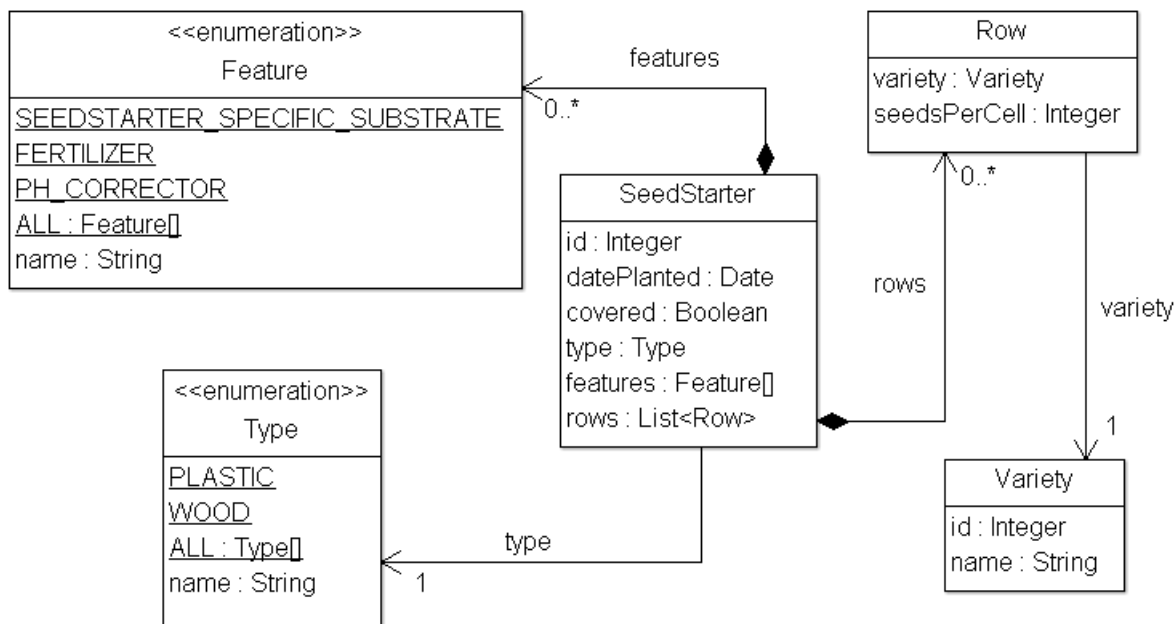 <<enumeration>>
Feature
SEEDSTARTER_SPECIFIC_SUBSTRATE
FERTILIZER
PH_CORRECTOR
ALL : Feature[]
name : String
features
0..*
Row
variety : Variety
seedsPerCell : Integer
0..*
SeedStarter
id : Integer
datePlanted : Date
covered : Boolean
type : Type
features : Feature[]
rows : List<Row>
rows
variety
<<enumeration>>
Type
PLASTIC
WOOD
ALL : Type[]
name : String
type
1
1
Variety
id : Integer
name : String